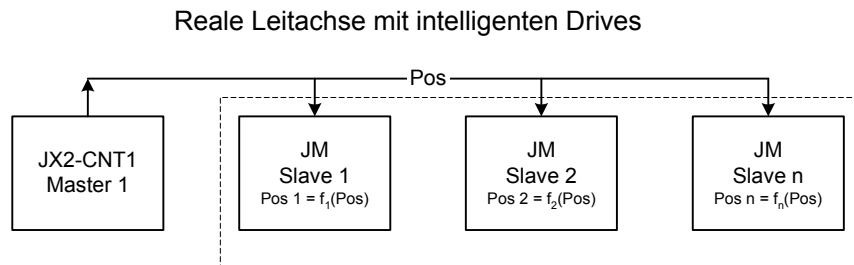 Reale Leitachse mit intelligenten Drives
Pos
JX2-CNT1
Master 1
JM
Slave 1
Pos 1 = f₁(Pos)
JM
Slave 2
Pos 2 = f₂(Pos)
JM
Slave n
Pos n = fₙ(Pos)